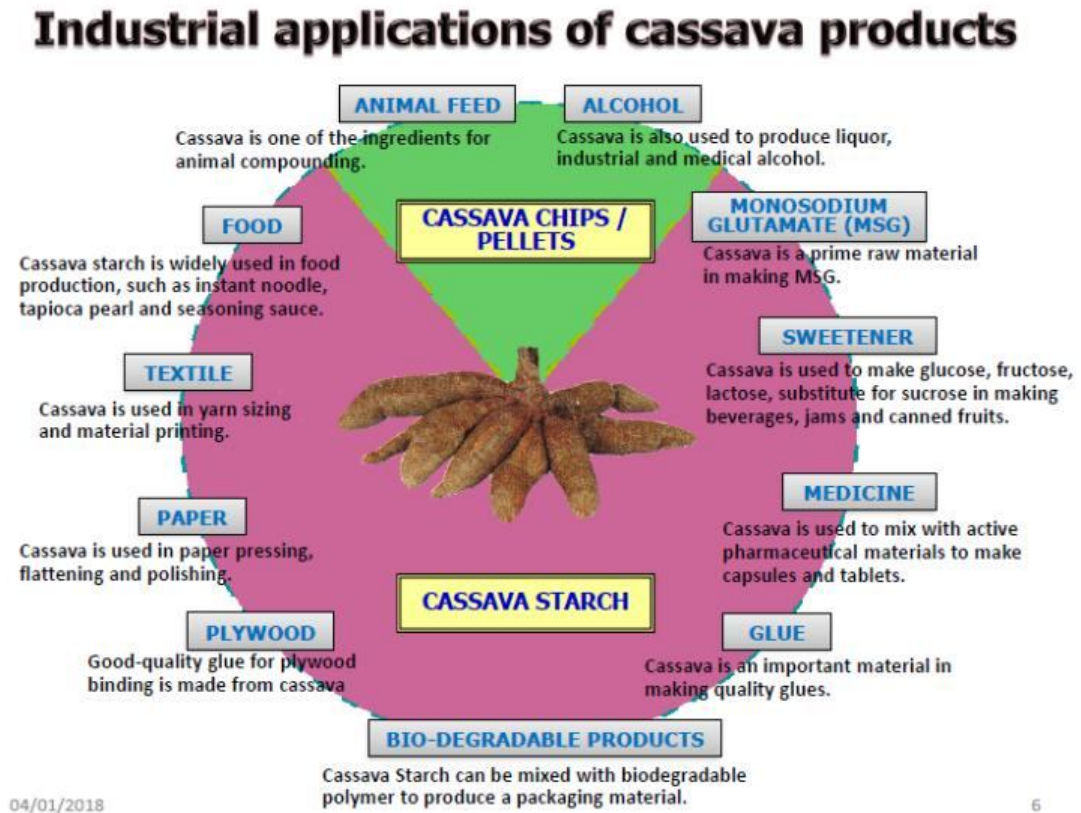 Industrial applications of cassava products
ANIMAL FEED
Cassava is one of the ingredients for
animal compounding.
ALCOHOL
Cassava is also used to produce liquor,
industrial and medical alcohol.
CASSAVA CHIPS /
PELLETS
MONOSODIUM
GLUTAMATE (MSG)
Cassava is a prime raw material
in making MSG.
FOOD
Cassava starch is widely used in food
production, such as instant noodle,
tapioca pearl and seasoning sauce.
SWEETENER
Cassava is used to make glucose, fructose,
lactose, substitute for sucrose in making
beverages, jams and canned fruits.
TEXTILE
Cassava is used in yarn sizing
and material printing.
MEDICINE
Cassava is used to mix with active
pharmaceutical materials to make
capsules and tablets.
PAPER
Cassava is used in paper pressing,
flattening and polishing.
CASSAVA STARCH
PLYWOOD
Good-quality glue for plywood
binding is made from cassava
GLUE
Cassava is an important material in
making quality glues.
BIO-DEGRADABLE PRODUCTS
Cassava Starch can be mixed with biodegradable
polymer to produce a packaging material.
04/01/2018
6